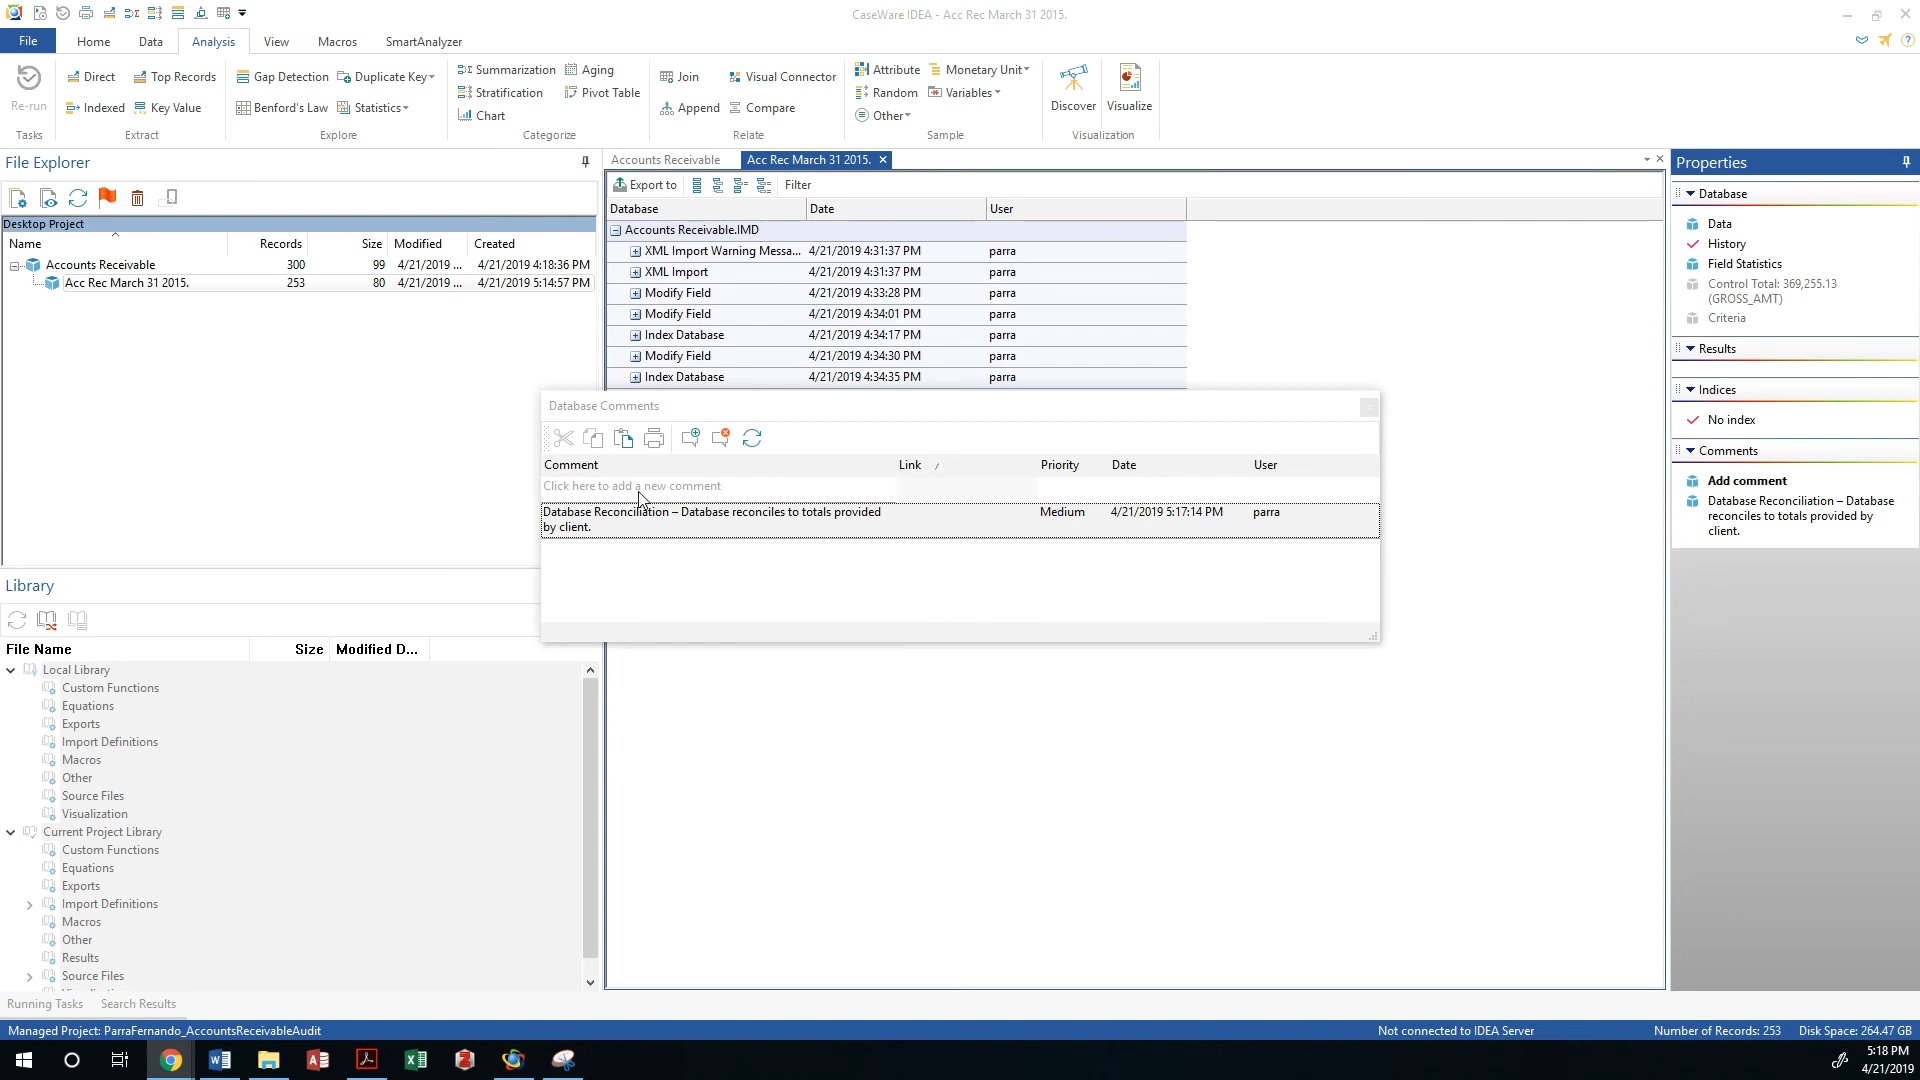 CaseWare IDEA - Acc Rec March 31 2015.
File Home Data Analysis View Macros SmartAnalyzer
Direct Top Records Gap Detection Duplicate Key Summarization Aging Join Visual Connector Attribute Monetary Unit
Stratification Pivot Table Random Variables
Re-run Indexed Key Value Benford's Law Statistics Chart Append Compare Other Discover Visualize
Tasks Extract Explore Categorize Relate Sample Visualization
File Explorer
Desktop Project
Name Records Size Modified Created
Accounts Receivable 300 99 4/21/2019 ... 4/21/2019 4:18:36 PM
Acc Rec March 31 2015. 253 80 4/21/2019 ... 4/21/2019 5:14:57 PM
Accounts Receivable Acc Rec March 31 2015.
Export to Filter
Database Date User
Accounts Receivable.IMD
XML Import Warning Messa... 4/21/2019 4:31:37 PM parra
XML Import 4/21/2019 4:31:37 PM parra
Modify Field 4/21/2019 4:33:28 PM parra
Modify Field 4/21/2019 4:34:01 PM parra
Index Database 4/21/2019 4:34:17 PM parra
Modify Field 4/21/2019 4:34:30 PM parra
Index Database 4/21/2019 4:34:35 PM parra
Database Comments
Comment Link Priority Date User
Click here to add a new comment
Database Reconciliation – Database reconciles to totals provided Medium 4/21/2019 5:17:14 PM parra
by client.
Properties
Database
Data
History
Field Statistics
Control Total: 369,255.13
(GROSS_AMT)
Criteria
Results
Indices
No index
Comments
Add comment
Database Reconciliation – Database
reconciles to totals provided by
client.
Library
File Name Size Modified D...
Local Library
Custom Functions
Equations
Exports
Import Definitions
Macros
Other
Source Files
Visualization
Current Project Library
Custom Functions
Equations
Exports
Import Definitions
Macros
Other
Results
Source Files
Running Tasks Search Results
Managed Project: ParraFernando_AccountsReceivableAudit Not connected to IDEA Server Number of Records: 253 Disk Space: 264.47 GB
5:18 PM
4/21/2019